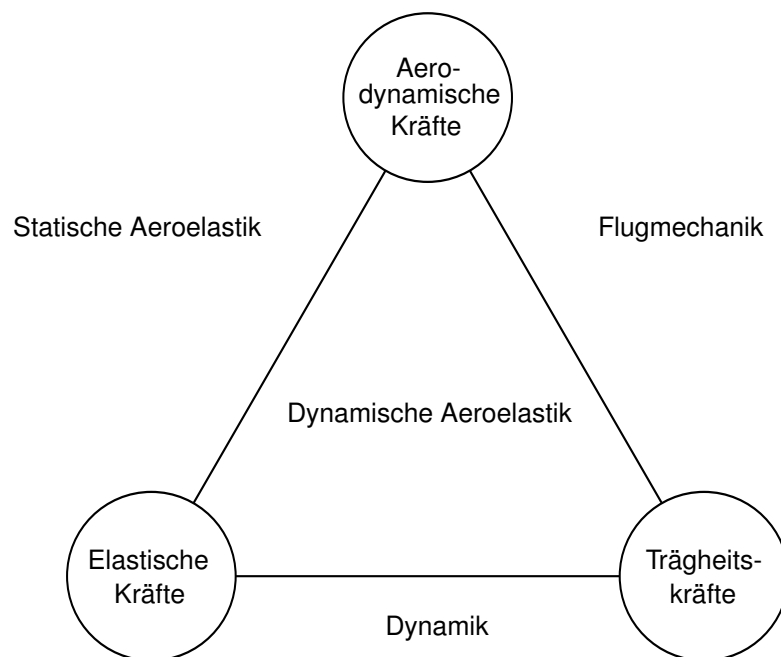 Aero-
dynamische
Kräfte
Statische Aeroelastik
Flugmechanik
Dynamische Aeroelastik
Elastische
Kräfte
Trägheits-
kräfte
Dynamik